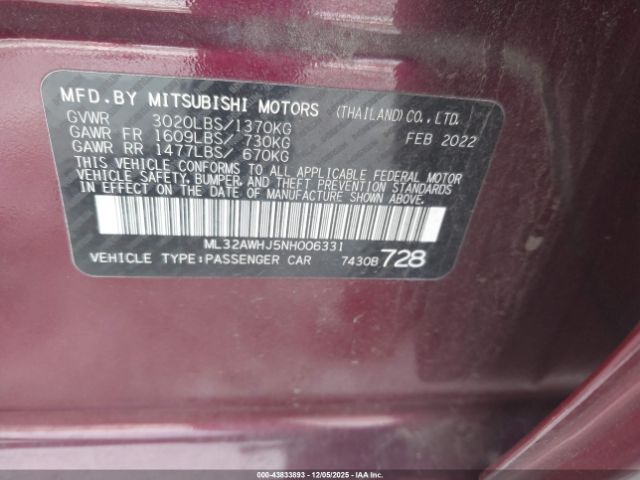 MFD.BY MITSUBISHI MOTORS (THAILAND) CO., LTD.
GVWR 3020LBS/1370KG FEB 2022
GAWR FR 1609LBS/ 730KG
GAWR RR 1477LBS/ 670KG
THIS VEHICLE CONFORMS TO ALL APPLICABLE FEDERAL MOTOR
VEHICLE SAFETY, BUMPER, AND THEFT PREVENTION STANDARDS
IN EFFECT ON THE DATE OF MANUFACTURE SHOWN ABOVE.
ML32AWHJ5NH006331
VEHICLE TYPE:PASSENGER CAR 7430B 728
000-43833893 - 12/05/2025 - IAAI.COM